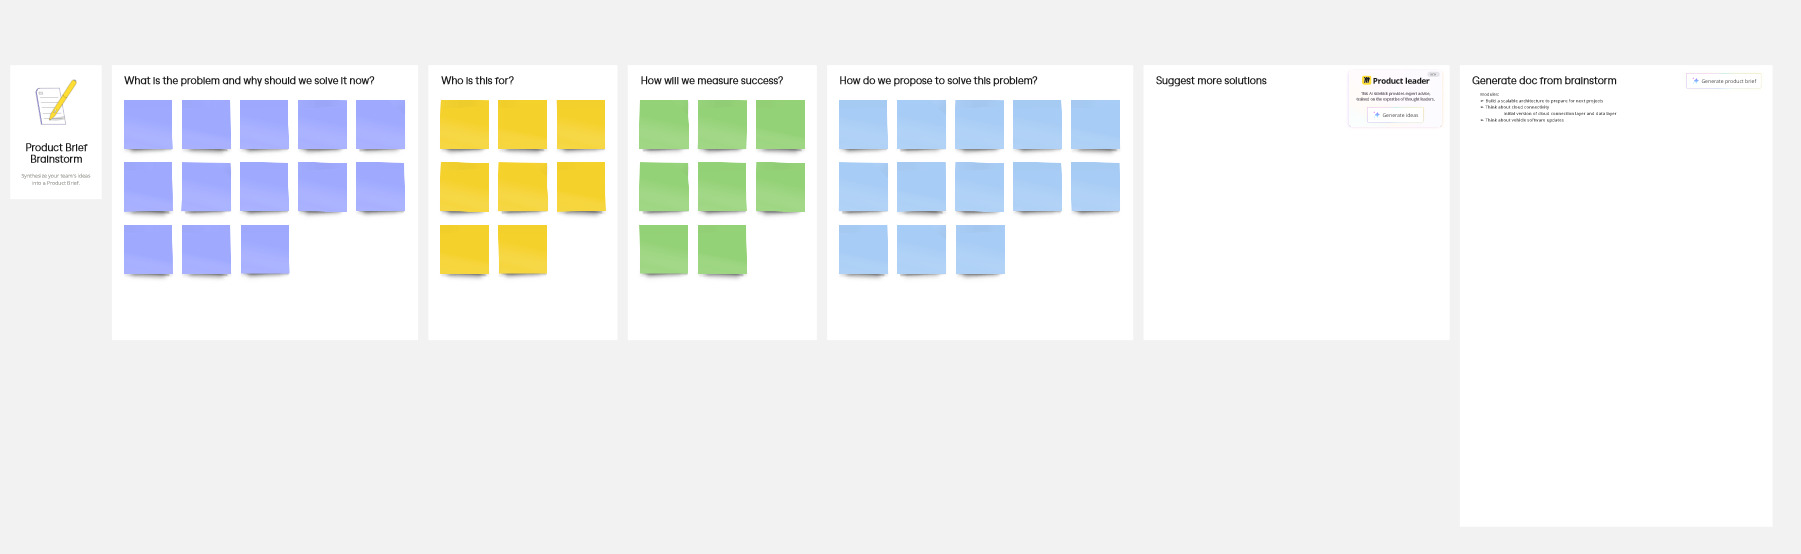 Product Brief
Brainstorm
Synthesize your team's ideas
into a Product Brief.
What is the problem and why should we solve it now?
Who is this for?
How will we measure success?
How do we propose to solve this problem?
Suggest more solutions
Product leader
This AI sidekick provides expert advice,
trained on the expertise of thought leaders.
Generate ideas
Generate doc from brainstorm
Generate product brief
Modules:
Build a scalable architecture to prepare for next projects
Think about cloud connectivity
initial version of cloud connection layer and data layer
Think about vehicle software updates